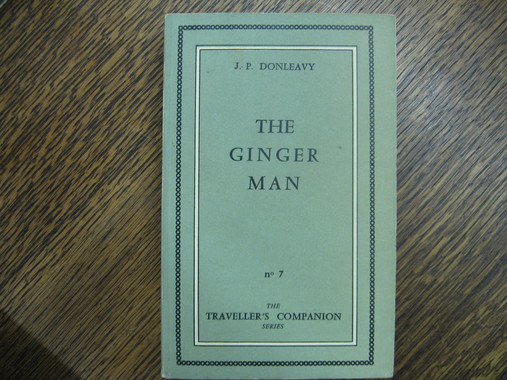 J. P. DONLEAVY
THE
GINGER
MAN
nº 7
THE
TRAVELLER'S COMPANION
SERIES